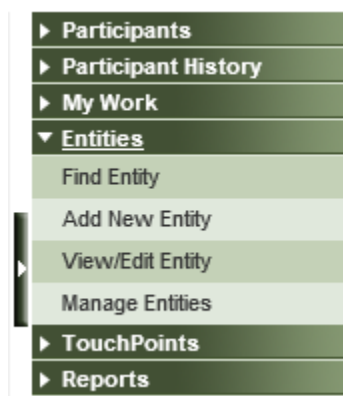 Participants
Participant History
My Work
Entities
Find Entity
Add New Entity
View/Edit Entity
Manage Entities
TouchPoints
Reports